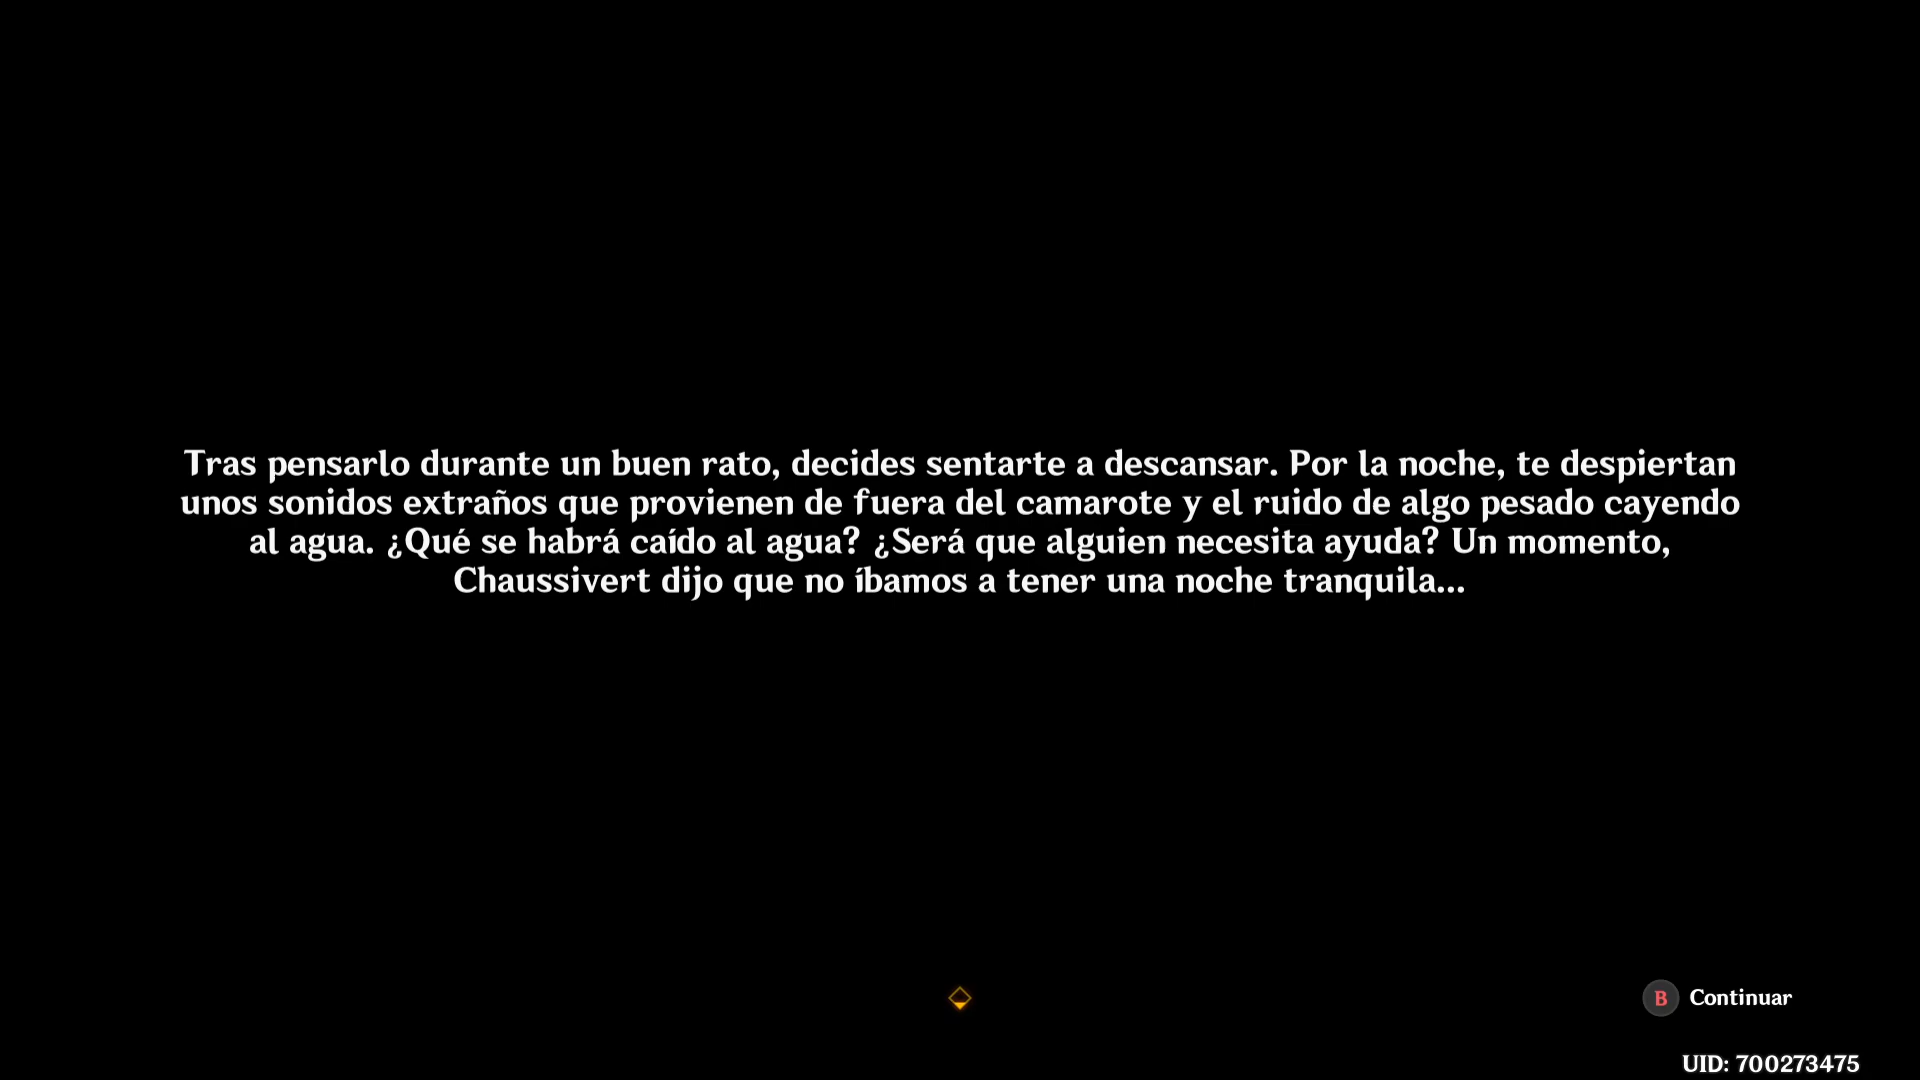 Tras pensarlo durante un buen rato, decides sentarte a descansar. Por la noche, te despiertan
unos sonidos extraños que provienen de fuera del camarote y el ruido de algo pesado cayendo
al agua. ¿Qué se habrá caído al agua? ¿Será que alguien necesita ayuda? Un momento,
Chaussivert dijo que no íbamos a tener una noche tranquila...
B Continuar
UID: 700273475